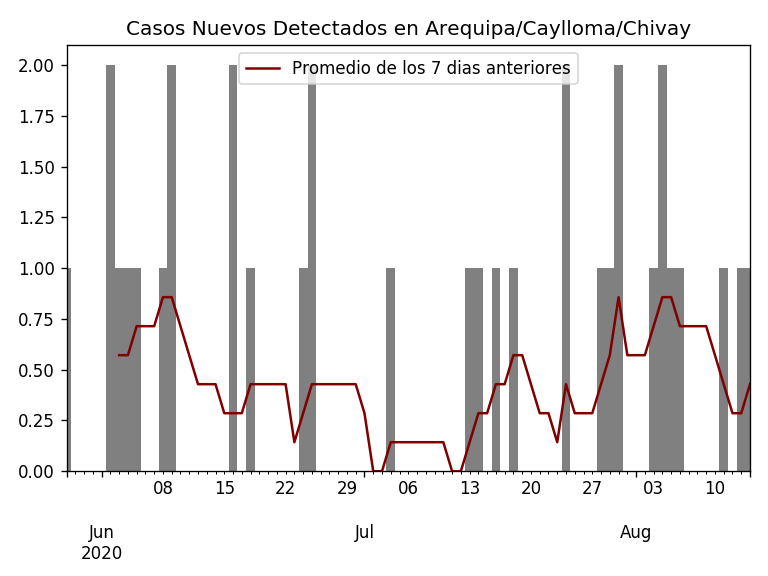 Casos Nuevos Detectados en Arequipa/Caylloma/Chivay
Promedio de los 7 dias anteriores
2.00
1.75
1.50
1.25
1.00
0.75
0.50
0.25
0.00
08 15 22 29 06 13 20 27 03 10
Jun Jul Aug
2020